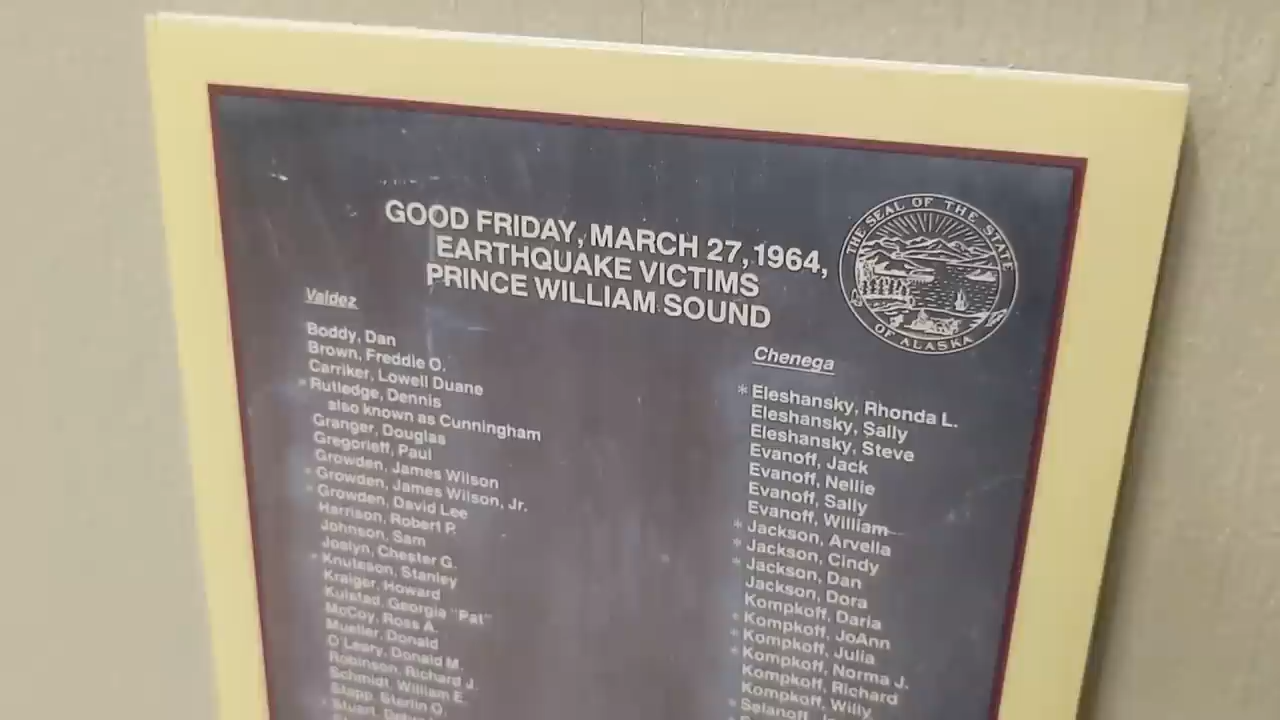 GOOD FRIDAY, MARCH 27, 1964,
EARTHQUAKE VICTIMS
PRINCE WILLIAM SOUND
THE SEAL OF THE STATE
OF ALASKA
Valdez
Boddy, Dan
Brown, Freddie O.
Carriker, Lowell Duane
* Rutledge, Dennis
also known as Cunningham
Granger, Douglas
Gregorieff, Paul
Growden, James Wilson
* Growden, James Wilson, Jr.
* Growden, David Lee
Harrison, Robert P.
Johnson, Sam
Joslyn, Chester G.
* Knutsen, Stanley
Kraiger, Howard
Kulstad, Georgia "Pat"
McCoy, Ross A.
Mueller, Donald
O'Leary, Donald M.
Robinson, Richard J.
Schmidt, William E.
Stapp, Sterlin O.
* Stuart,
Chenega
* Eleshansky, Rhonda L.
Eleshansky, Sally
Eleshansky, Steve
Evanoff, Jack
Evanoff, Nellie
Evanoff, Sally
Evanoff, William
* Jackson, Arvella
* Jackson, Cindy
* Jackson, Dan
Jackson, Dora
Kompkoff, Daria
* Kompkoff, JoAnn
* Kompkoff, Julia
* Kompkoff, Norma J.
Kompkoff, Richard
Kompkoff, Willy
* Selanoff,